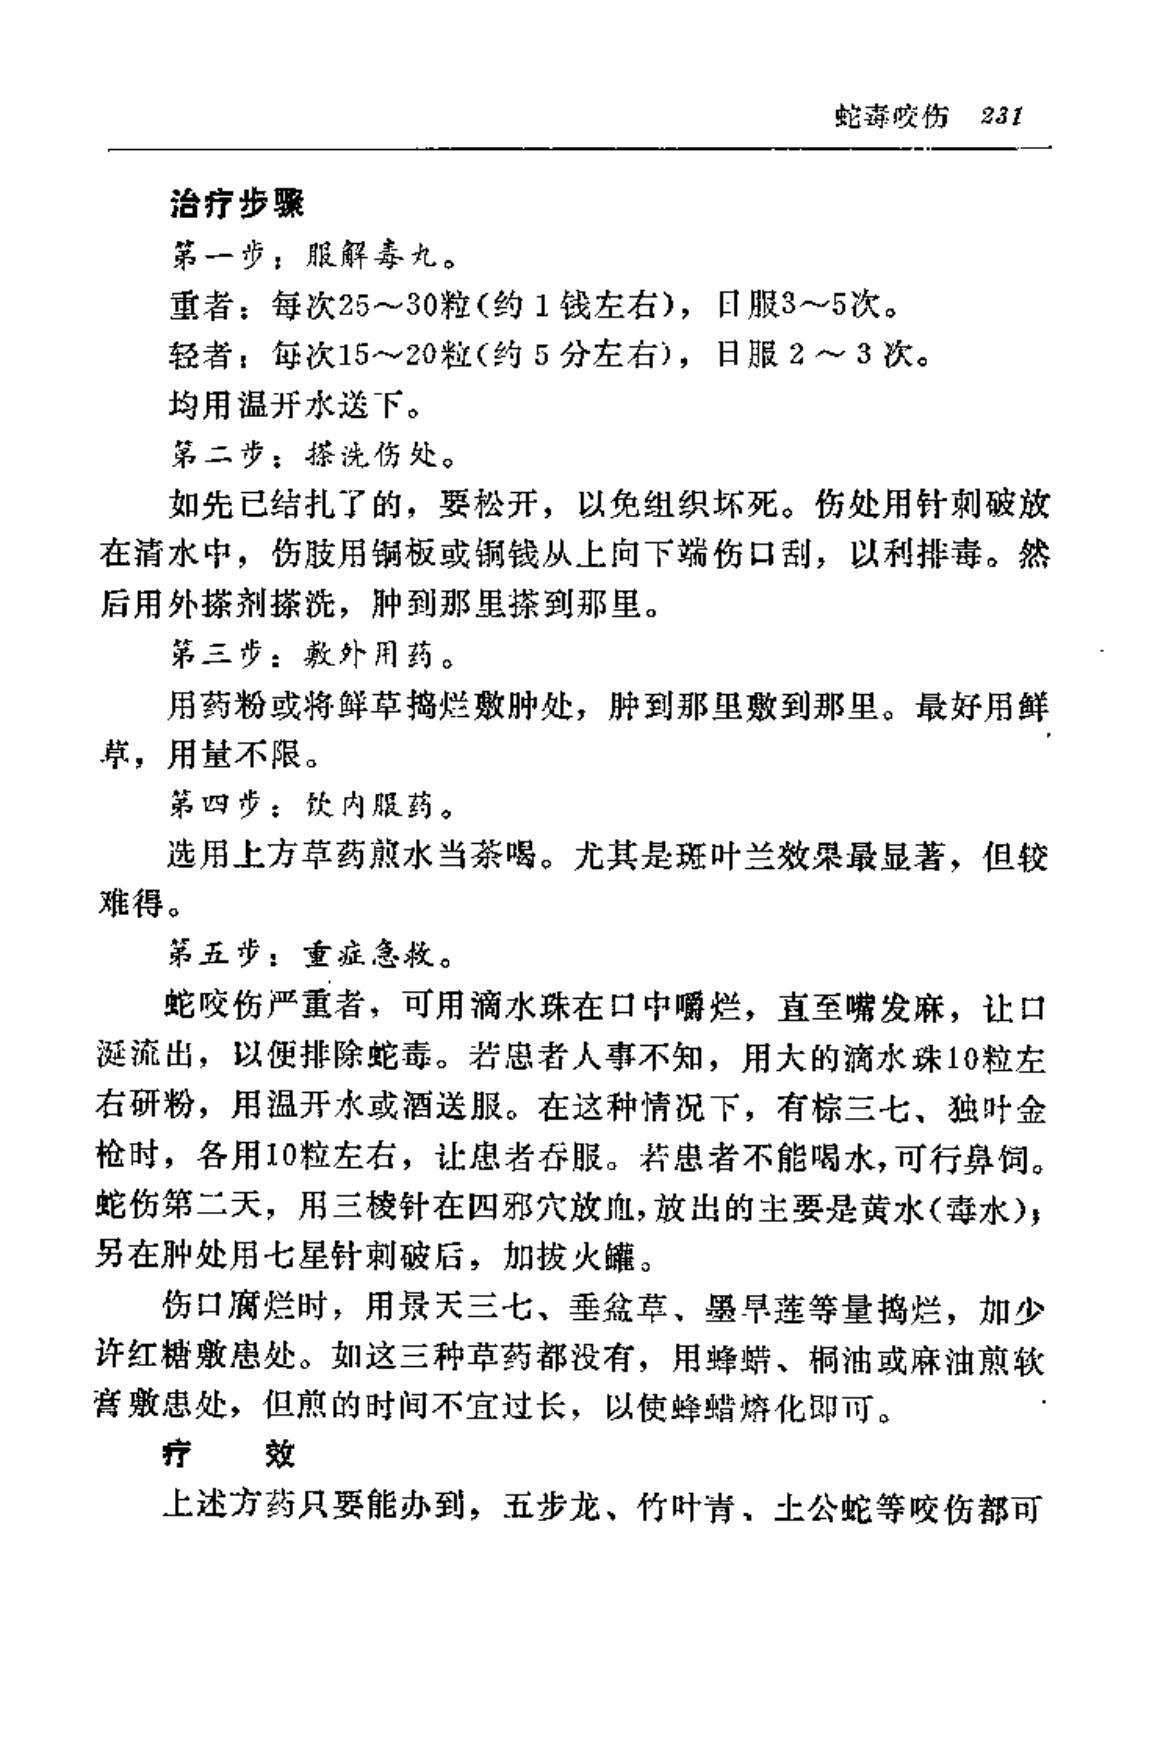 蛇毒咬伤 231
治疗步骤
第一步：服解毒丸。
重者：每次25～30粒(约1钱左右)，日服3～5次。
轻者：每次15～20粒(约5分左右)，日服2～3次。
均用温开水送下。
第二步：搽洗伤处。
如先已结扎了的，要松开，以免组织坏死。伤处用针刺破放
在清水中，伤肢用铜板或铜钱从上向下端伤口刮，以利排毒。然
后用外搽剂搽洗，肿到那里搽到那里。
第三步：敷外用药。
用药粉或将鲜草捣烂敷肿处，肿到那里敷到那里。最好用鲜
草，用量不限。
第四步：饮内服药。
选用上方草药煎水当茶喝。尤其是斑叶兰效果最显著，但较
难得。
第五步：重症急救。
蛇咬伤严重者，可用滴水珠在口中嚼烂，直至嘴发麻，让口
涎流出，以便排除蛇毒。若患者人事不知，用大的滴水珠10粒左
右研粉，用温开水或酒送服。在这种情况下，有棕三七、独叶金
枪时，各用10粒左右，让患者吞服。若患者不能喝水，可行鼻饲。
蛇伤第二天，用三棱针在四邪穴放血，放出的主要是黄水(毒水)；
另在肿处用七星针刺破后，加拔火罐。
伤口腐烂时，用景天三七、垂盆草、墨旱莲等量捣烂，加少
许红糖敷患处。如这三种草药都没有，用蜂蜡、桐油或麻油煎软
膏敷患处，但煎的时间不宜过长，以使蜂蜡熔化即可。
疗 效
上述方药只要能办到，五步龙、竹叶青、土公蛇等咬伤都可